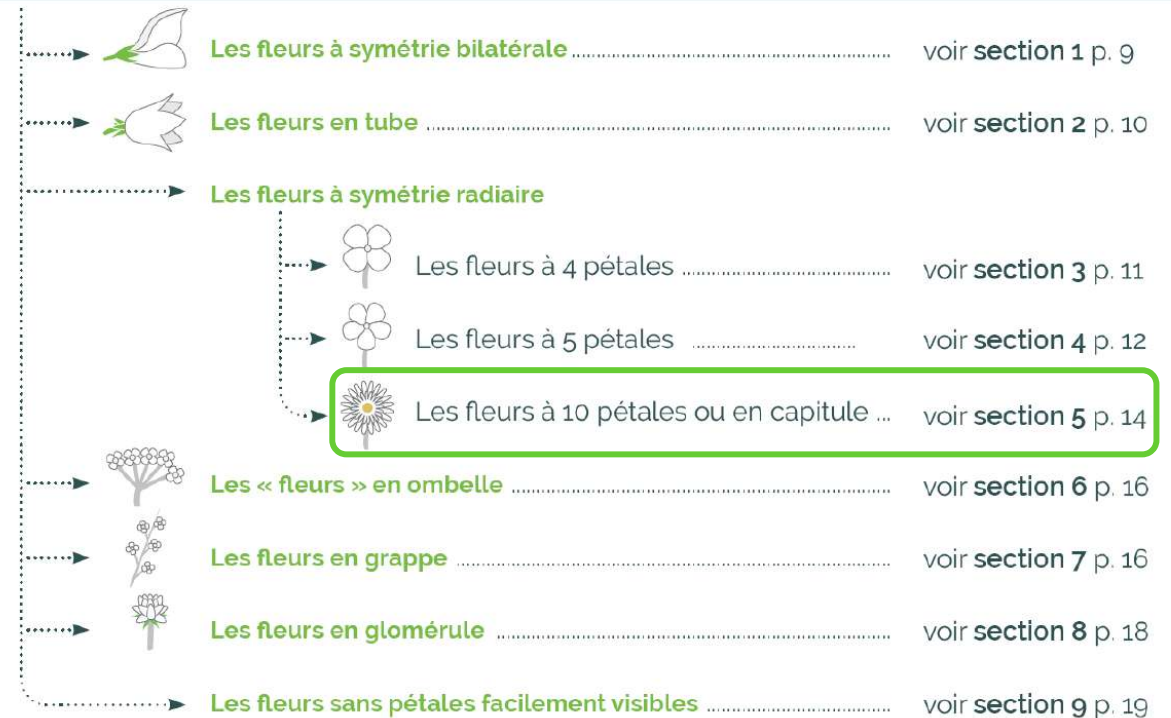 Les fleurs à symétrie bilatérale ........ voir section 1 p. 9
Les fleurs en tube ........ voir section 2 p. 10
Les fleurs à symétrie radiaire
Les fleurs à 4 pétales ........ voir section 3 p. 11
Les fleurs à 5 pétales ........ voir section 4 p. 12
Les fleurs à 10 pétales ou en capitule ... voir section 5 p. 14
Les « fleurs » en ombelle ........ voir section 6 p. 16
Les fleurs en grappe ........ voir section 7 p. 16
Les fleurs en glomérule ........ voir section 8 p. 18
Les fleurs sans pétales facilement visibles ........ voir section 9 p. 19